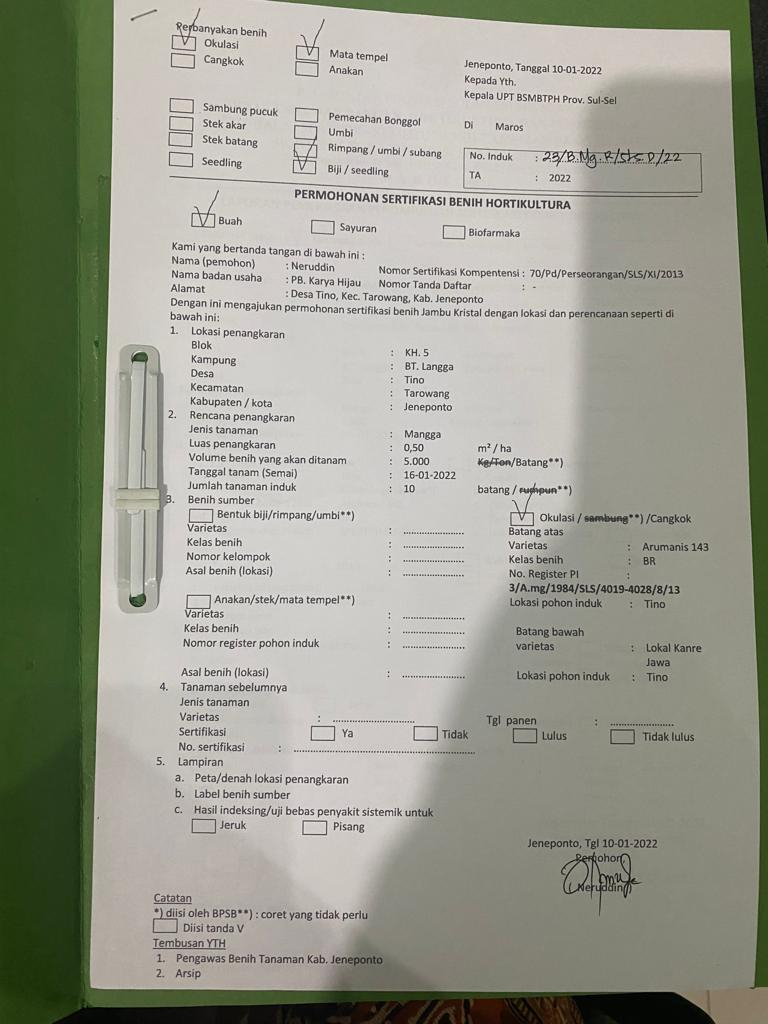 Perbanyakan benih
Okulasi
Cangkok
Mata tempel
Anakan
Jeneponto, Tanggal 10-01-2022
Kepada Yth.
Kepala UPT BSMBTPH Prov. Sul-Sel
Sambung pucuk
Stek akar
Stek batang
Seedling
Pemecahan Bonggol
Umbi
Rimpang / umbi / subang
Biji / seedling
Di Maros
No. Induk : 23/B.Mg.R/SLSD/22
TA : 2022
PERMOHONAN SERTIFIKASI BENIH HORTIKULTURA
Buah Sayuran Biofarmaka
Kami yang bertanda tangan di bawah ini :
Nama (pemohon) : Neruddin Nomor Sertifikasi Kompetensi : 70/Pd/Perseorangan/SLS/XI/2013
Nama badan usaha : PB. Karya Hijau Nomor Tanda Daftar : -
Alamat : Desa Tino, Kec. Tarowang, Kab. Jeneponto
Dengan ini mengajukan permohonan sertifikasi benih Jambu Kristal dengan lokasi dan perencanaan seperti di
bawah ini:
1. Lokasi penangkaran
Blok : KH. 5
Kampung : BT. Langga
Desa : Tino
Kecamatan : Tarowang
Kabupaten / kota : Jeneponto
2. Rencana penangkaran
Jenis tanaman : Mangga
Luas penangkaran : 0,50 m² / ha
Volume benih yang akan ditanam : 5.000 Kg/Ton/Batang**)
Tanggal tanam (Semai) : 16-01-2022
Jumlah tanaman induk : 10 batang / rumpun**)
3. Benih sumber
Bentuk biji/rimpang/umbi**)
Varietas : ......................
Kelas benih : ......................
Nomor kelompok : ......................
Asal benih (lokasi) : ......................
Okulasi / sambung**) /Cangkok
Batang atas
Varietas : Arumanis 143
Kelas benih : BR
No. Register PI :
3/A.mg/1984/SLS/4019-4028/8/13
Lokasi pohon induk : Tino
Anakan/stek/mata tempel**)
Varietas : ......................
Kelas benih : ......................
Nomor register pohon induk : ......................
Asal benih (lokasi) : ......................
Batang bawah
varietas : Lokal Kanre
Jawa
Lokasi pohon induk : Tino
4. Tanaman sebelumnya
Jenis tanaman
Varietas : ............................ Tgl panen : ......................
Sertifikasi Ya Tidak Lulus Tidak lulus
No. sertifikasi : ..............................................................
5. Lampiran
a. Peta/denah lokasi penangkaran
b. Label benih sumber
c. Hasil indeksing/uji bebas penyakit sistemik untuk
Jeruk Pisang
Jeneponto, Tgl 10-01-2022
Pemohon
(Neruddin)
Catatan
*) diisi oleh BPSB**) : coret yang tidak perlu
Diisi tanda V
Tembusan YTH
1. Pengawas Benih Tanaman Kab. Jeneponto
2. Arsip